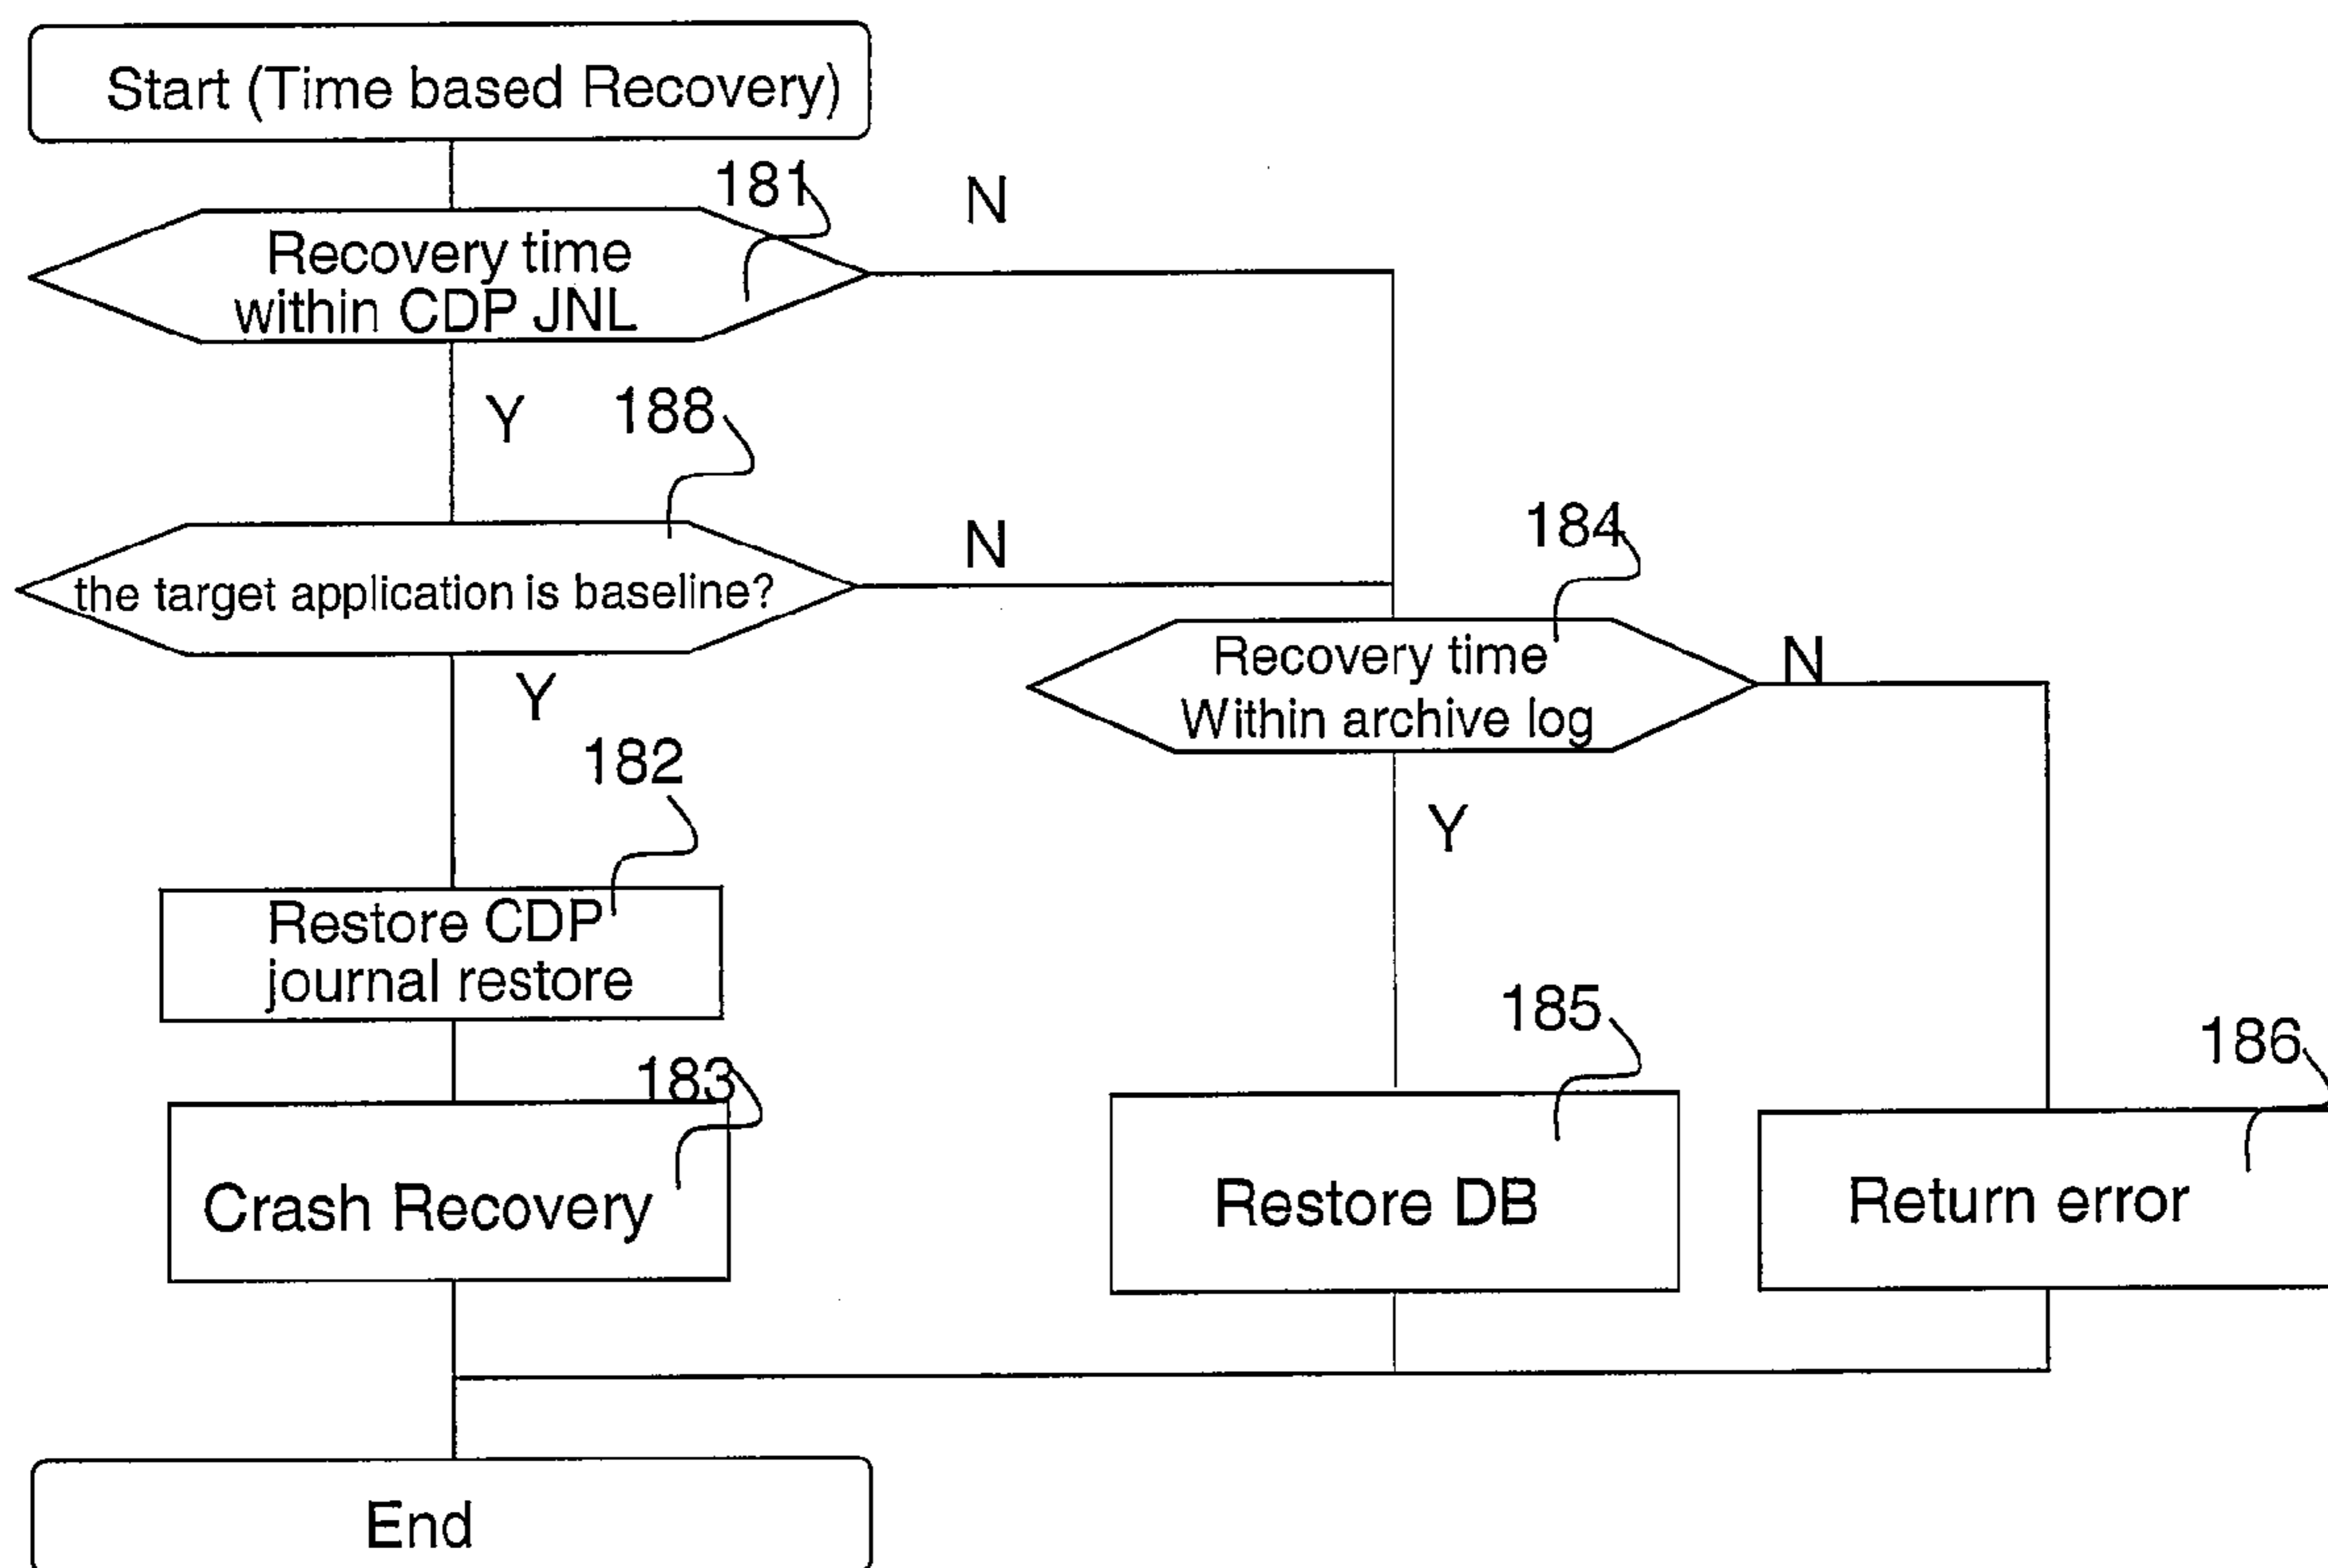 Start (Time based Recovery)
181
N
Recovery time
within CDP JNL
Y
188
the target application is baseline?
N
184
Recovery time
Within archive log
N
Y
182
Y
Restore CDP
journal restore
183
Crash Recovery
185
Restore DB
186
Return error
End